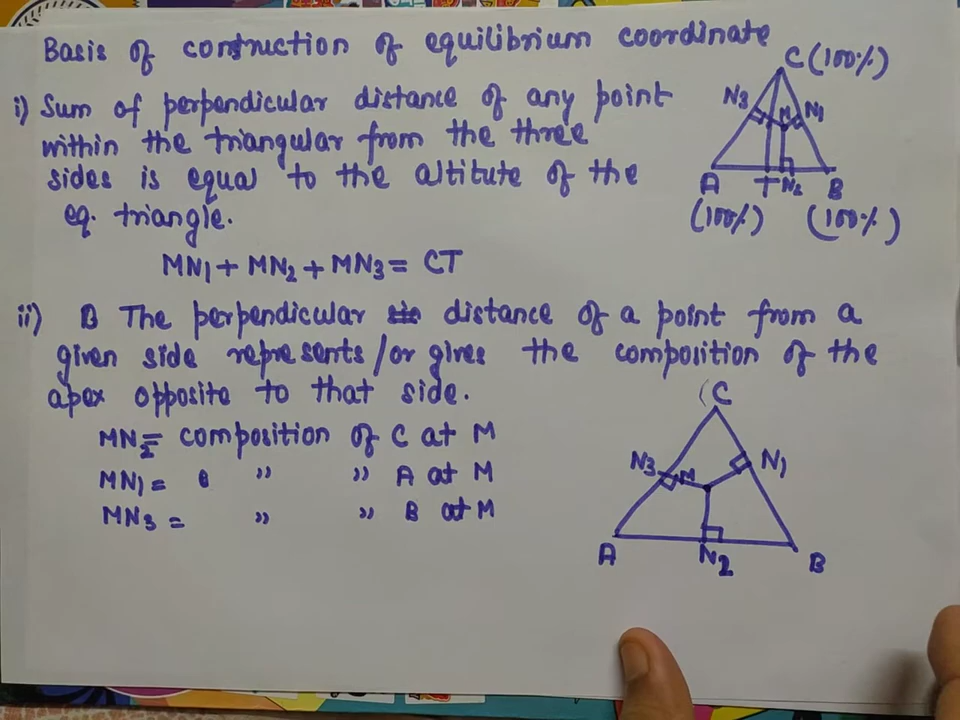 Basis of construction of equilibrium coordinate
C (100%)
i) Sum of perpendicular distance of any point
within the triangular from the three
sides is equal to the altitute of the
eq. triangle.
N3 M N1
A T N2 B
(100%) (100%)
MN1 + MN2 + MN3 = CT
ii) The perpendicular distance of a point from a
given side represents/or gives the composition of the
apex opposite to that side.
MN2 = composition of C at M
MN1 = " " A at M
MN3 = " " B at M
C
N3 M N1
A N2 B